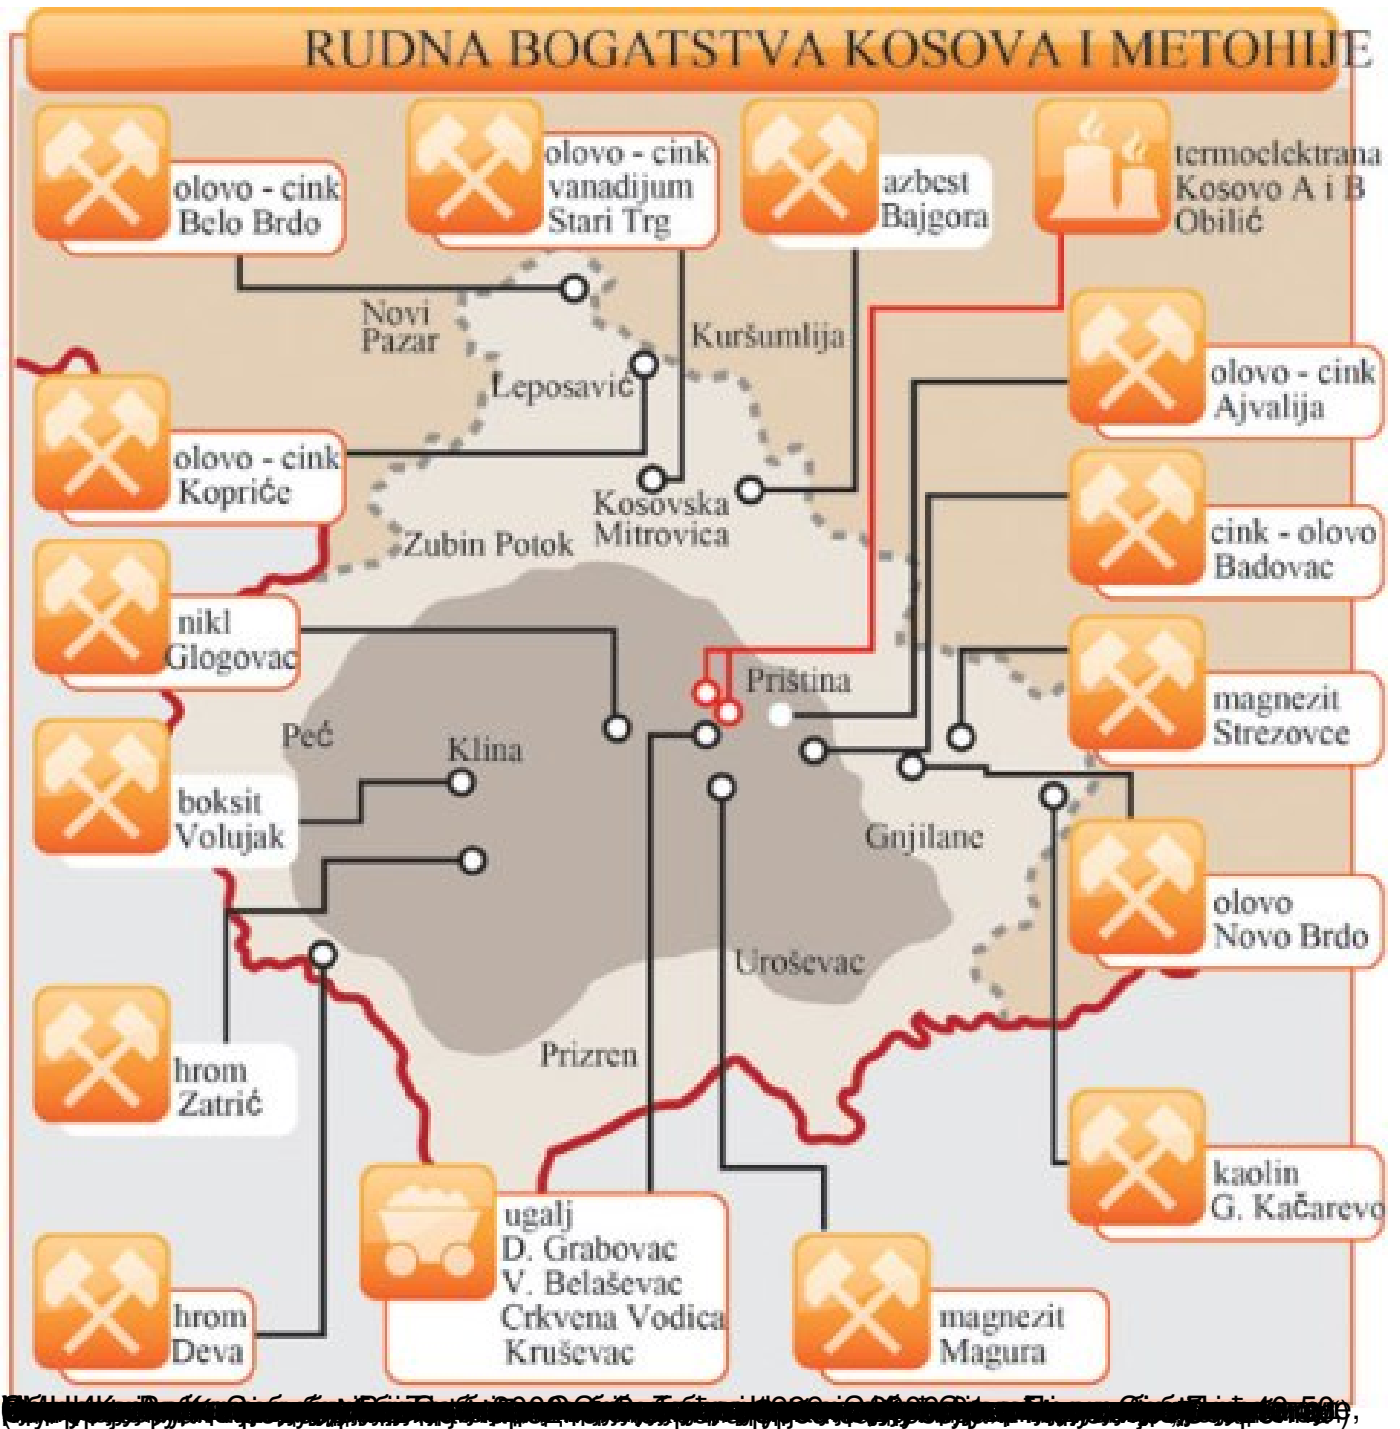 RUDNA BOGATSTVA KOSOVA I METOHIJE
olovo - cink
Belo Brdo
olovo - cink
vanadijum
Stari Trg
azbest
Bajgora
termoelektrana
Kosovo A i B
Obilić
Novi
Pazar
Kuršumlija
Leposavić
olovo - cink
Ajvalija
olovo - cink
Kopriće
Kosovska
Mitrovica
Zubin Potok
cink - olovo
Badovac
nikl
Glogovac
Priština
magnezit
Strezovce
Peć
Klina
boksit
Volujak
Gnjilane
olovo
Novo Brdo
Uroševac
Prizren
hrom
Zatrić
kaolin
G. Kačarevo
ugalj
D. Grabovac
V. Belaševac
Crkvena Vodica
Kruševac
hrom
Deva
magnezit
Magura